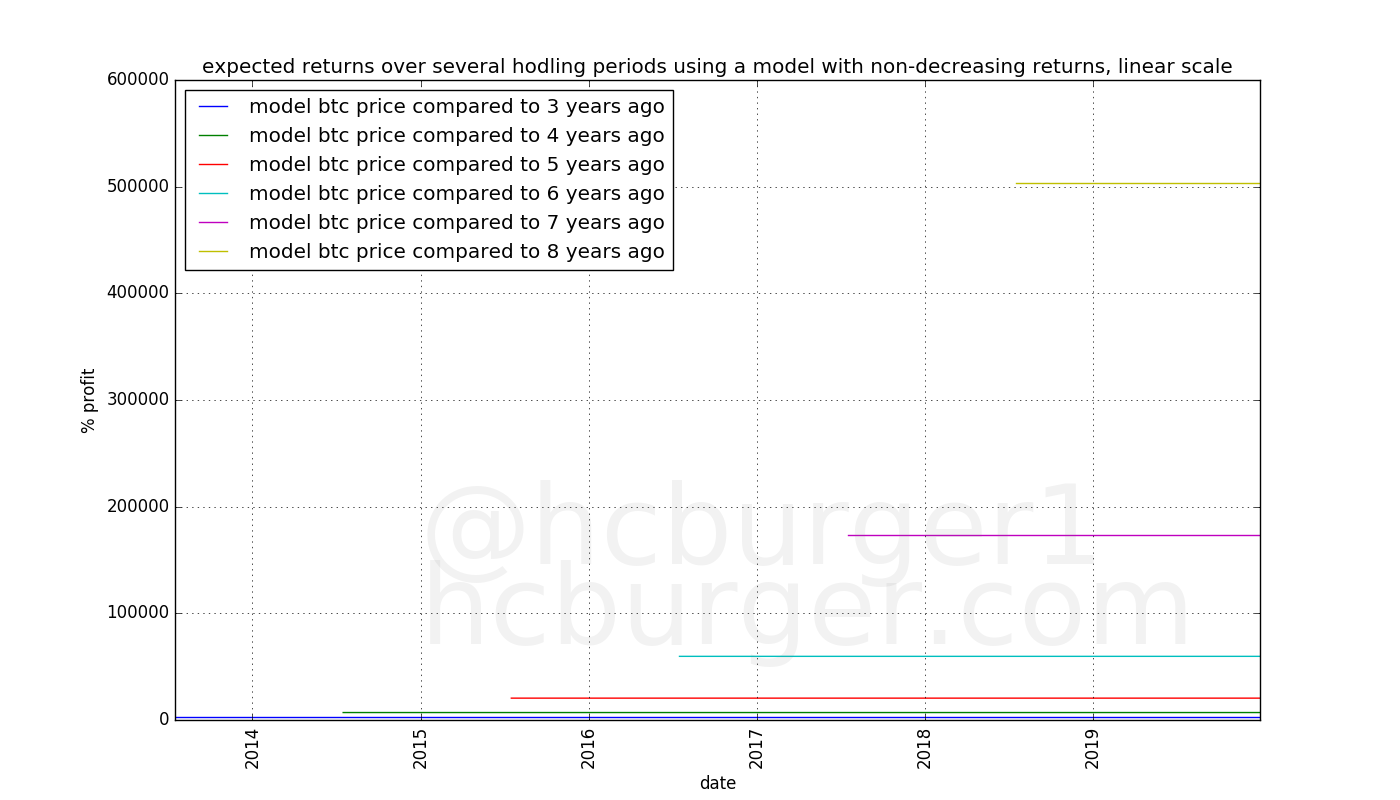 expected returns over several hodling periods using a model with non-decreasing returns, linear scale
600000
500000
400000
300000
200000
100000
0
% profit
model btc price compared to 3 years ago
model btc price compared to 4 years ago
model btc price compared to 5 years ago
model btc price compared to 6 years ago
model btc price compared to 7 years ago
model btc price compared to 8 years ago
@hcburger1
hcburger.com
2014
2015
2016
2017
2018
2019
date